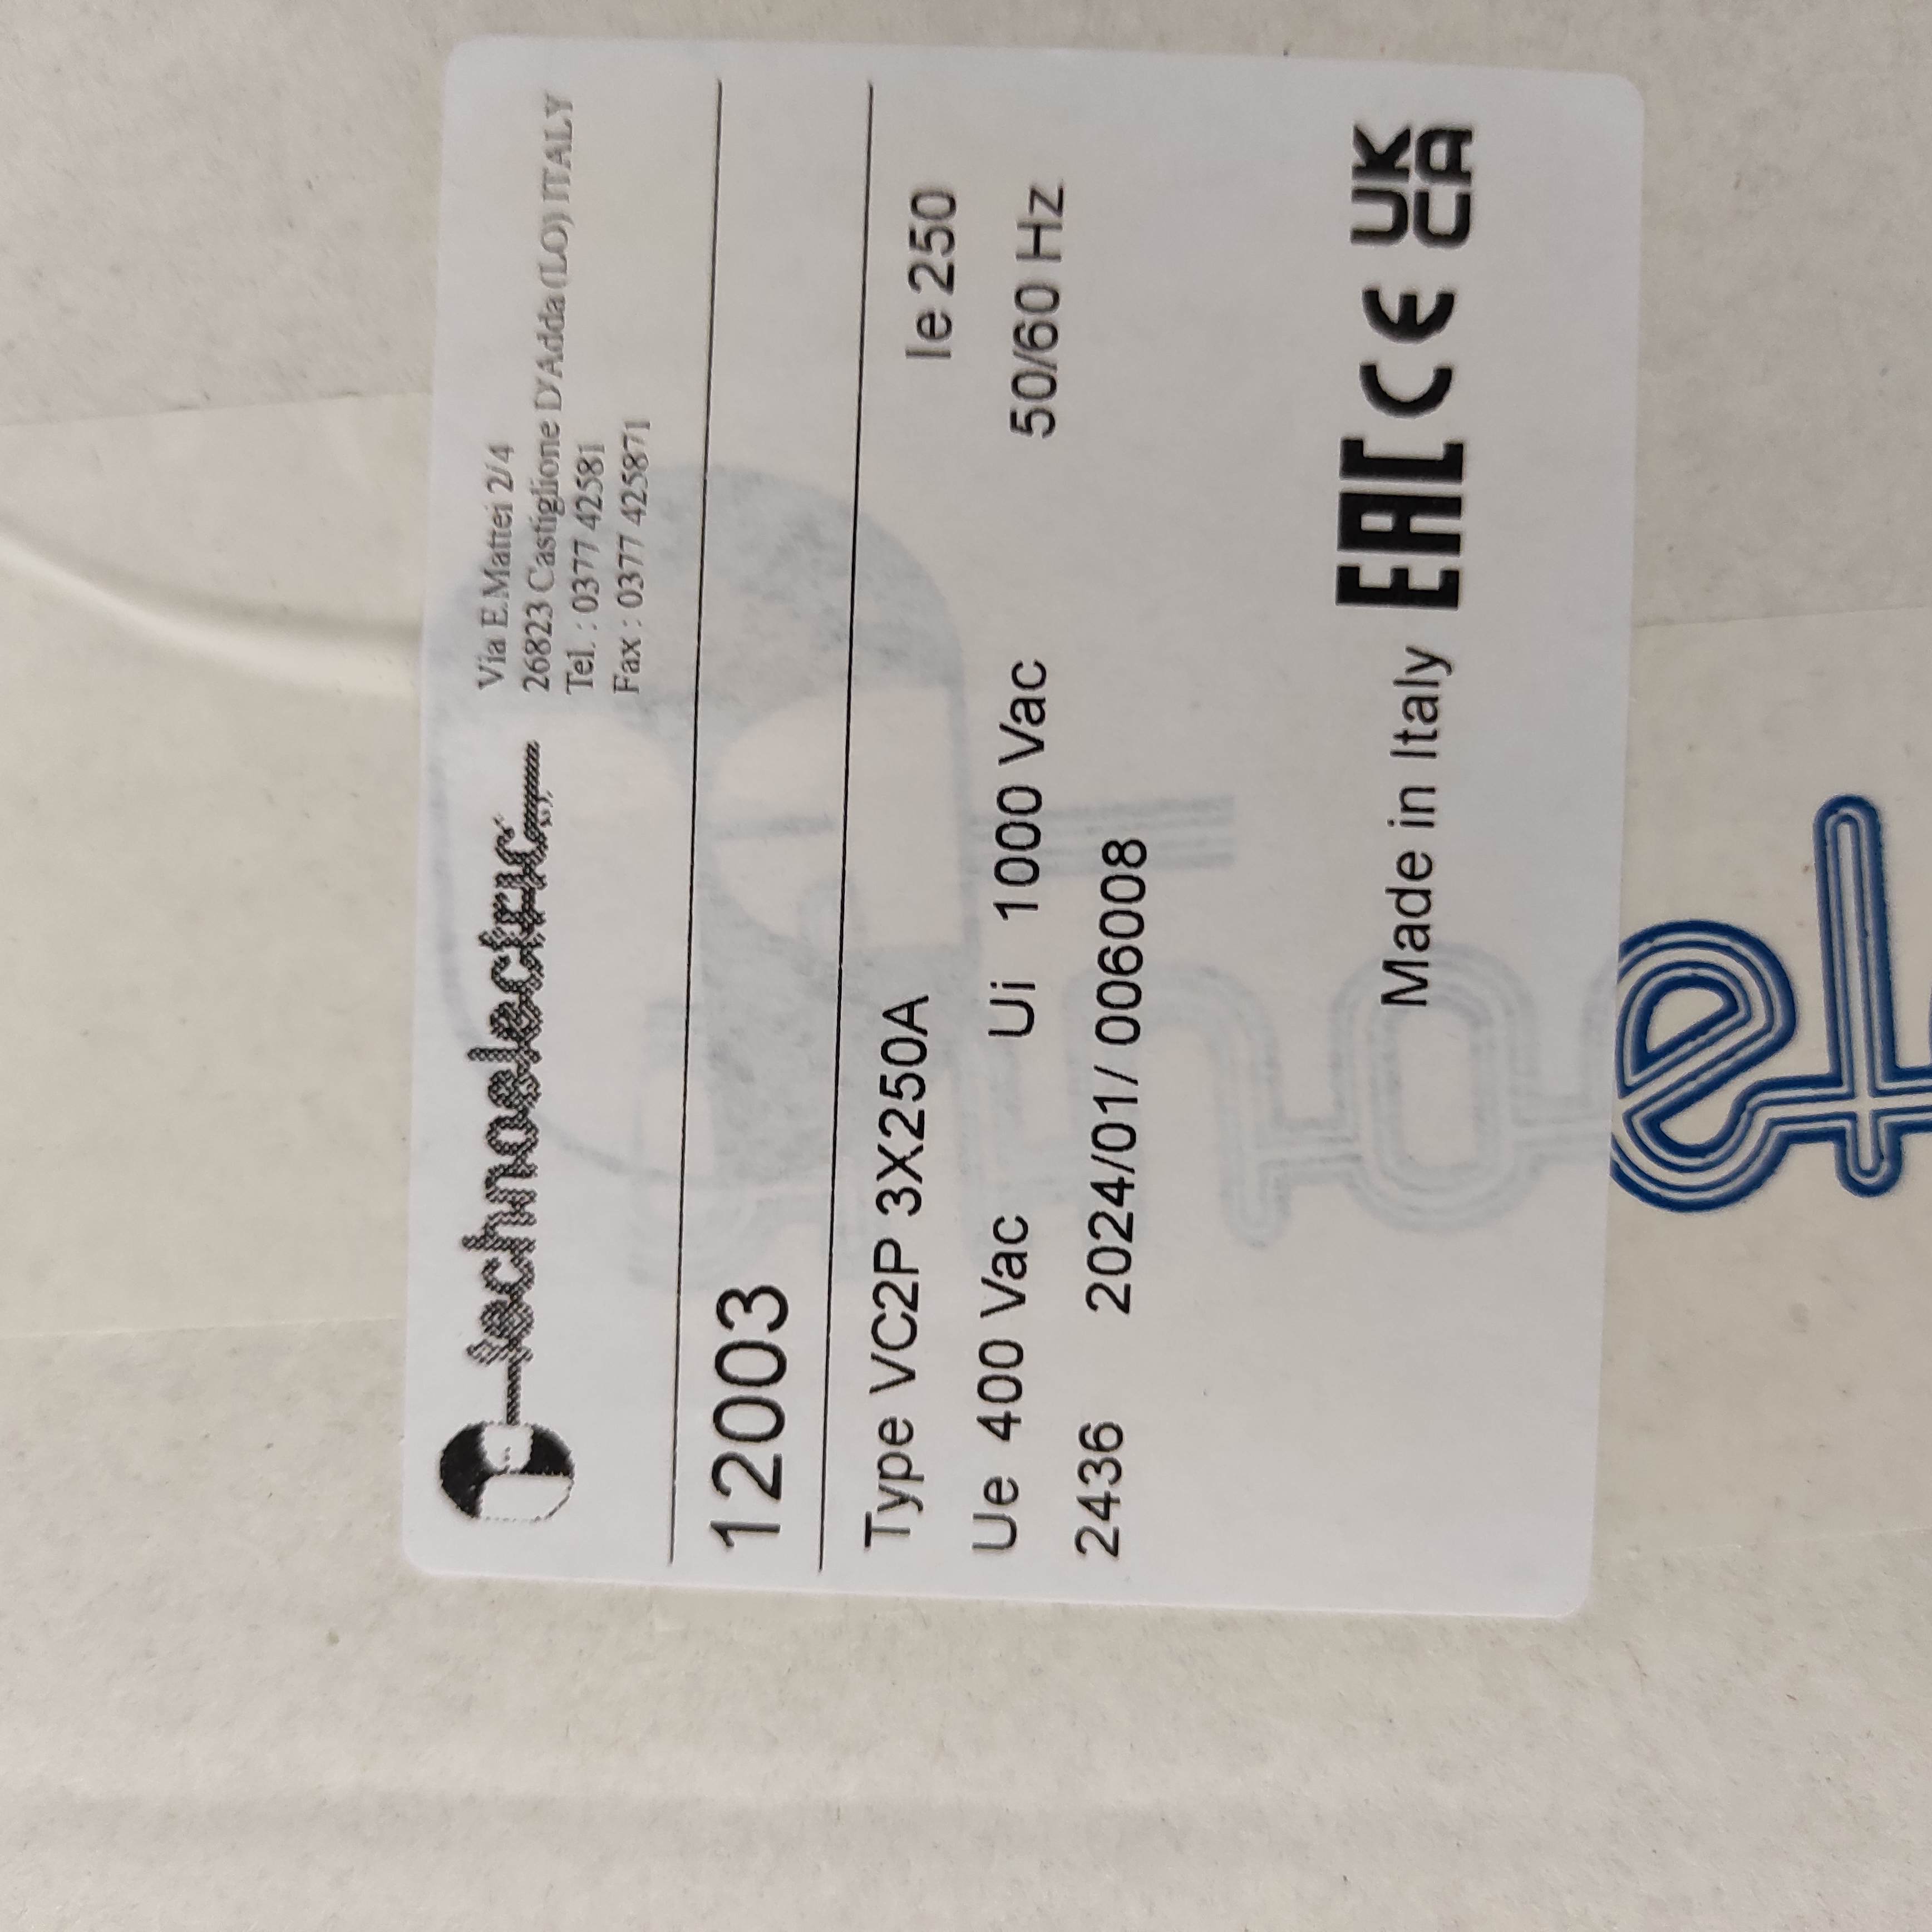 technoelectric
Via E.Mattei 2/4
26823 Castiglione D'Adda (LO) ITALY
Tel. : 0377 42581
Fax : 0377 425871
12003
Type VC2P 3X250A Ie 250
Ue 400 Vac Ui 1000 Vac 50/60 Hz
2436 2024/01/ 006008
Made in Italy EAC CE UK CA
et